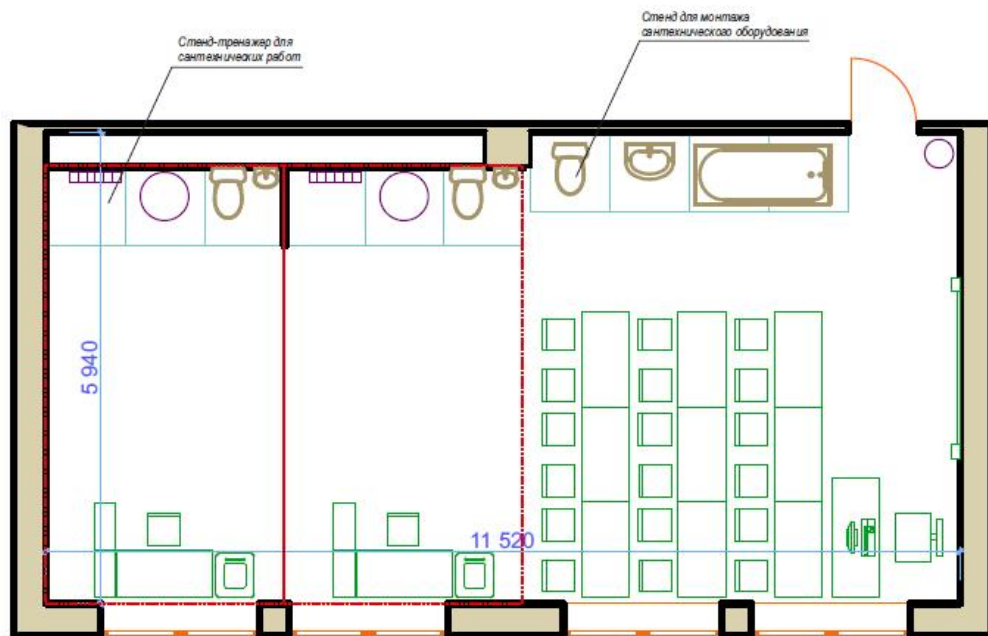 Стенд-тренажер для
сантехнических работ
Стенд для монтажа
сантехнического оборудования
5 940
11 520